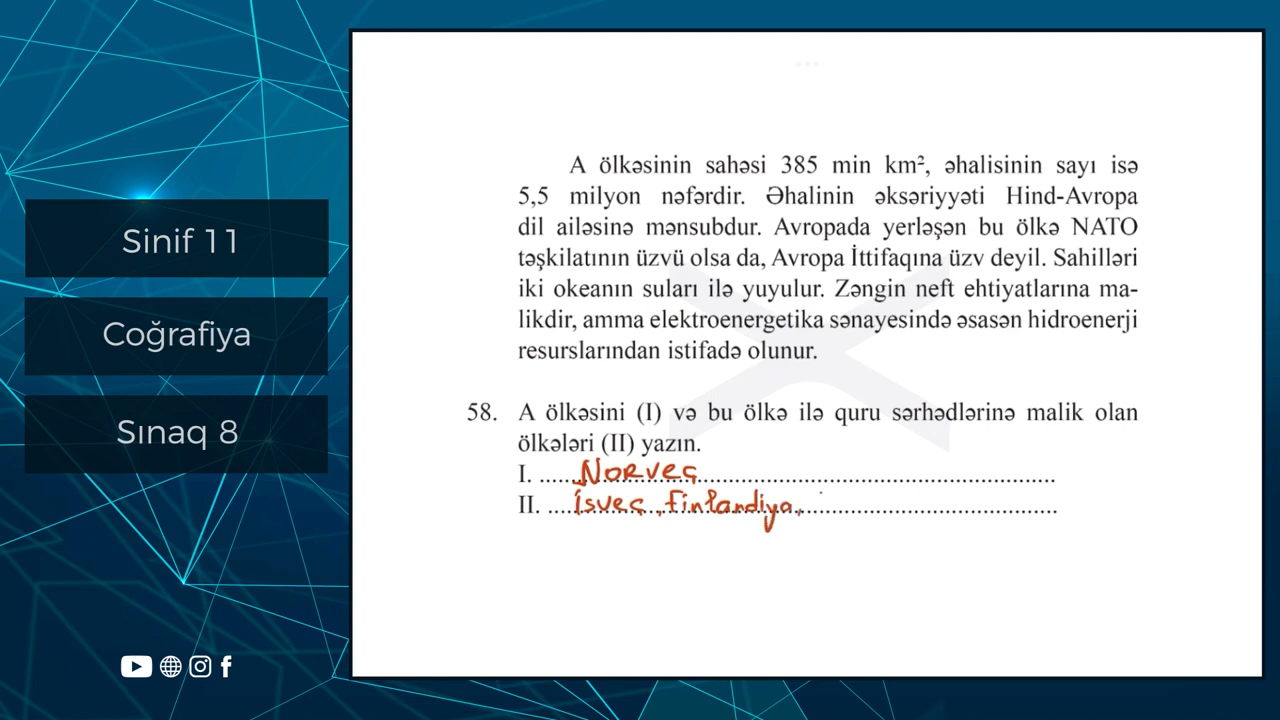 Sinif 11
Coğrafiya
Sınaq 8
A ölkəsinin sahəsi 385 min km², əhalisinin sayı isə
5,5 milyon nəfərdir. Əhalinin əksəriyyəti Hind-Avropa
dil ailəsinə mənsubdur. Avropada yerləşən bu ölkə NATO
təşkilatının üzvü olsa da, Avropa İttifaqına üzv deyil. Sahilləri
iki okeanın suları ilə yuyulur. Zəngin neft ehtiyatlarına ma-
likdir, amma elektroenergetika sənayesində əsasən hidroenerji
resurslarından istifadə olunur.
58. A ölkəsini (I) və bu ölkə ilə quru sərhədlərinə malik olan
ölkələri (II) yazın.
I. Norveç
II. İsveç, Finlandiya,